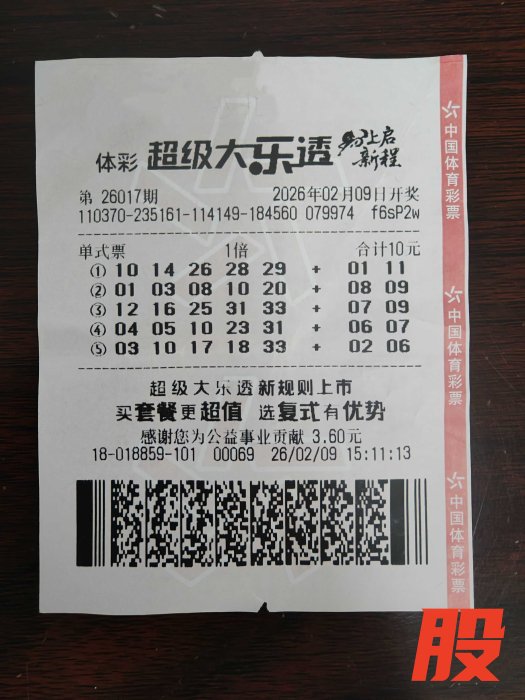 体彩 超级大乐透 马上启新程
第 26017期 2026年02月09日开奖
110370-235161-114149-184560 079974 f6sP2w
单式票 1倍 合计10元
① 10 14 26 28 29 + 01 11
② 01 03 08 10 20 + 08 09
③ 12 16 25 31 33 + 07 09
④ 04 05 10 23 31 + 06 07
⑤ 03 10 17 18 33 + 02 06
超级大乐透新规则上市
买套餐更超值 选复式有优势
感谢您为公益事业贡献 3.60元
18-018859-101 00069 26/02/09 15:11:13
中国体育彩票
中国体育彩票
中国体育彩票
股